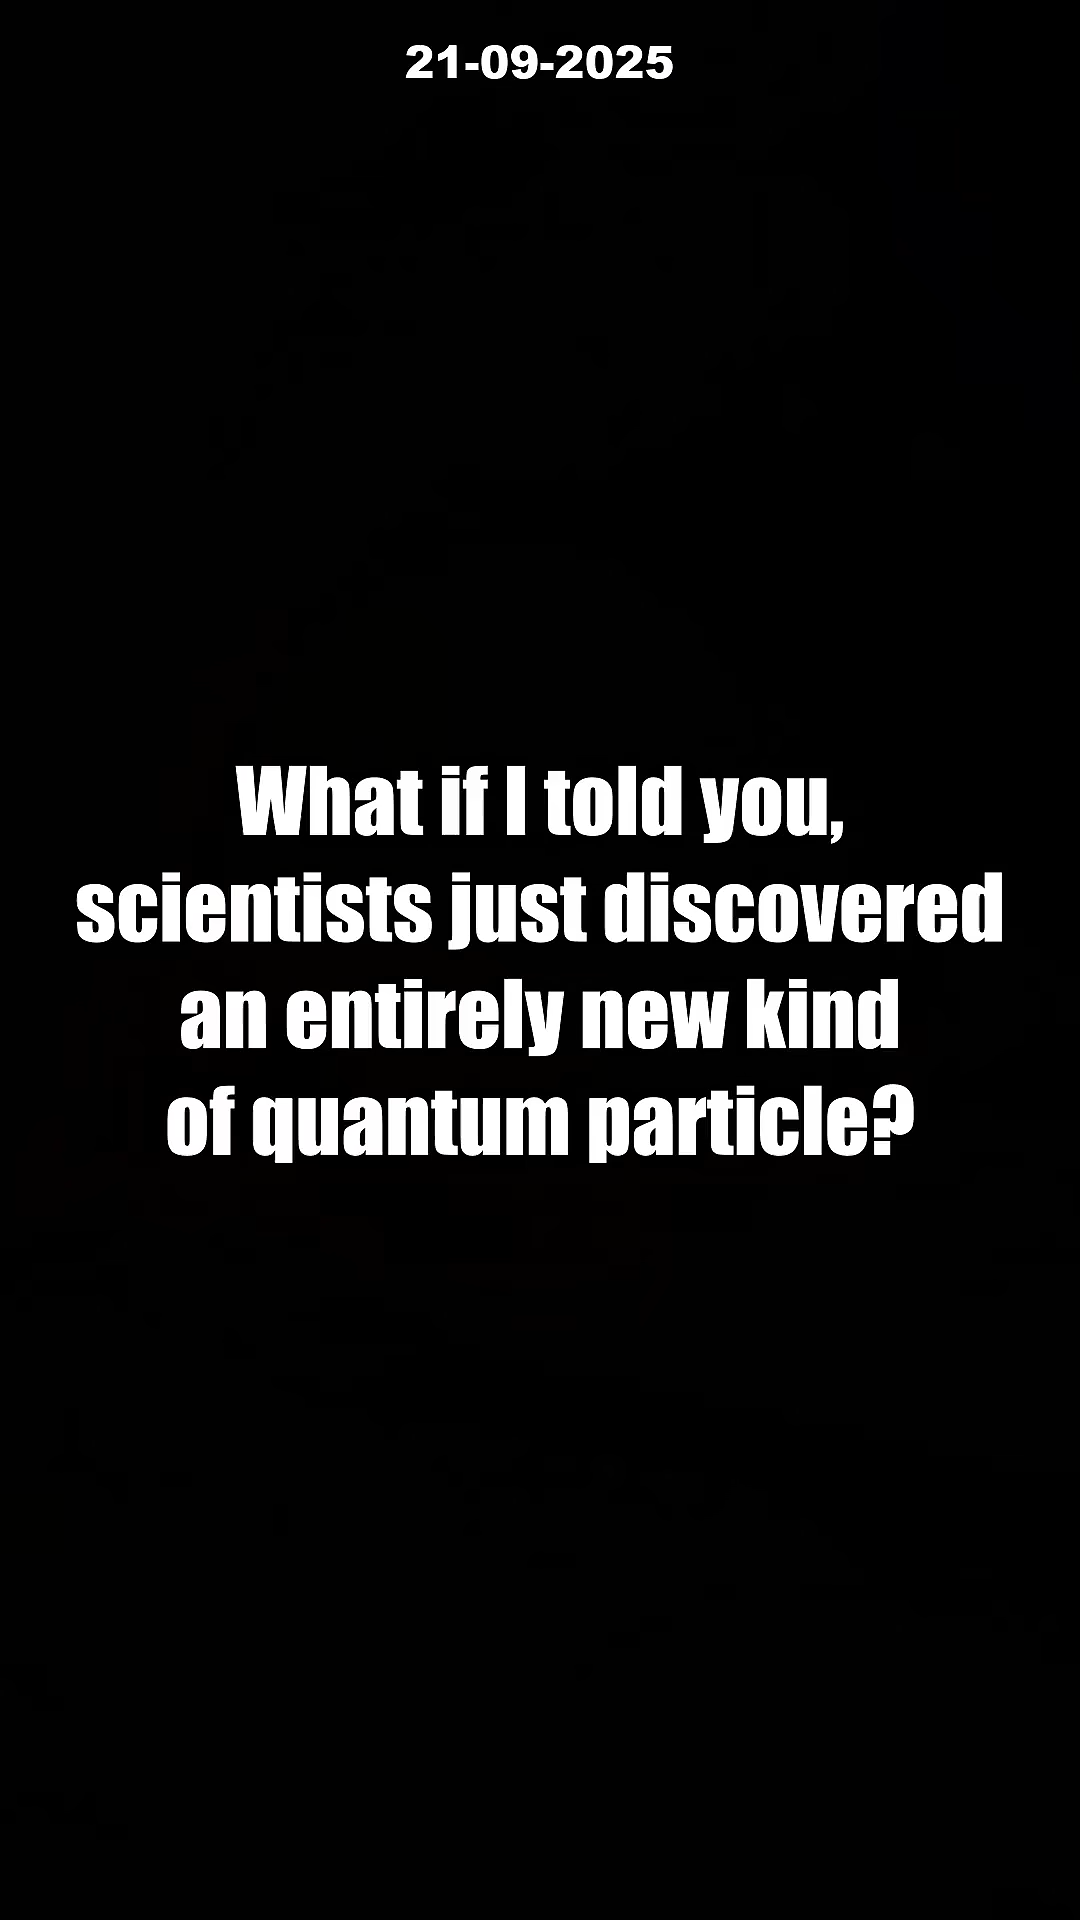 21-09-2025
What if I told you,
scientists just discovered
an entirely new kind
of quantum particle?